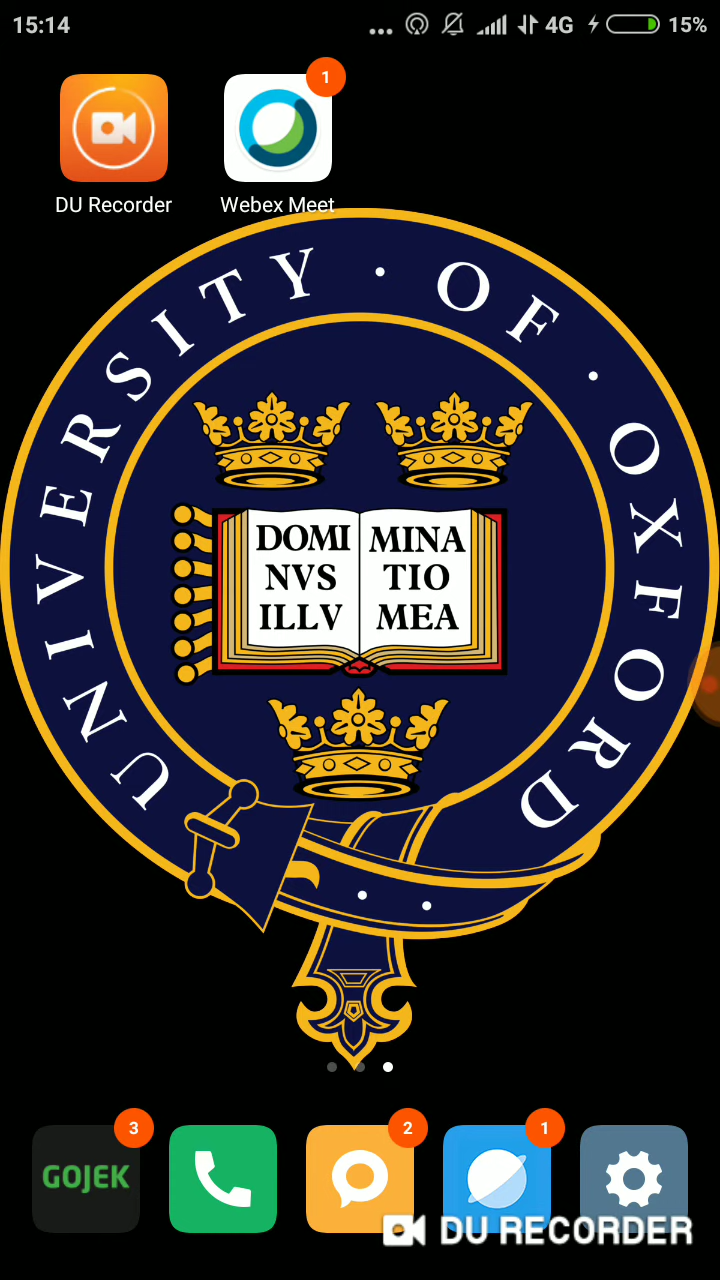 15:14
... 4G 15%
1
DU Recorder
Webex Meet
UNIVERSITY · OF · OXFORD
DOMI MINA
NVS TIO
ILLV MEA
3
2
1
GOJEK
DU RECORDER